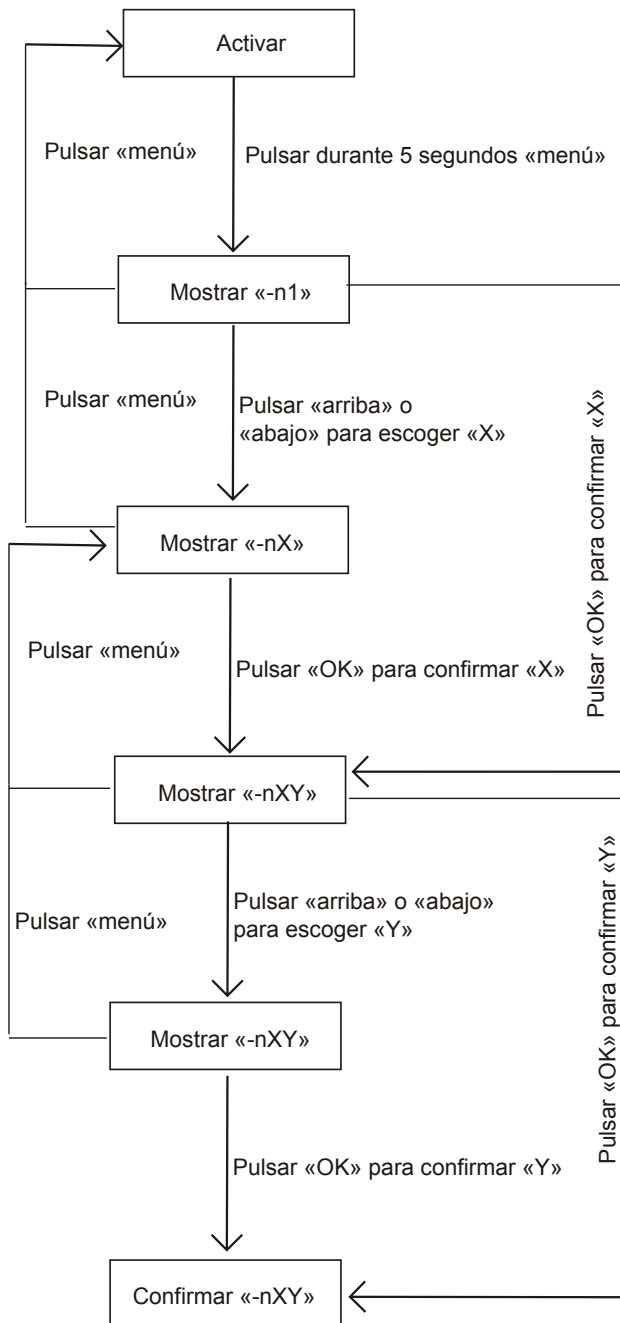 Activar
Pulsar «menú»
Pulsar durante 5 segundos «menú»
Mostrar «-n1»
Pulsar «menú»
Pulsar «arriba» o
«abajo» para escoger «X»
Pulsar «OK» para confirmar «X»
Mostrar «-nX»
Pulsar «menú»
Pulsar «OK» para confirmar «X»
Mostrar «-nXY»
Pulsar «menú»
Pulsar «arriba» o «abajo»
para escoger «Y»
Pulsar «OK» para confirmar «Y»
Mostrar «-nXY»
Pulsar «OK» para confirmar «Y»
Confirmar «-nXY»